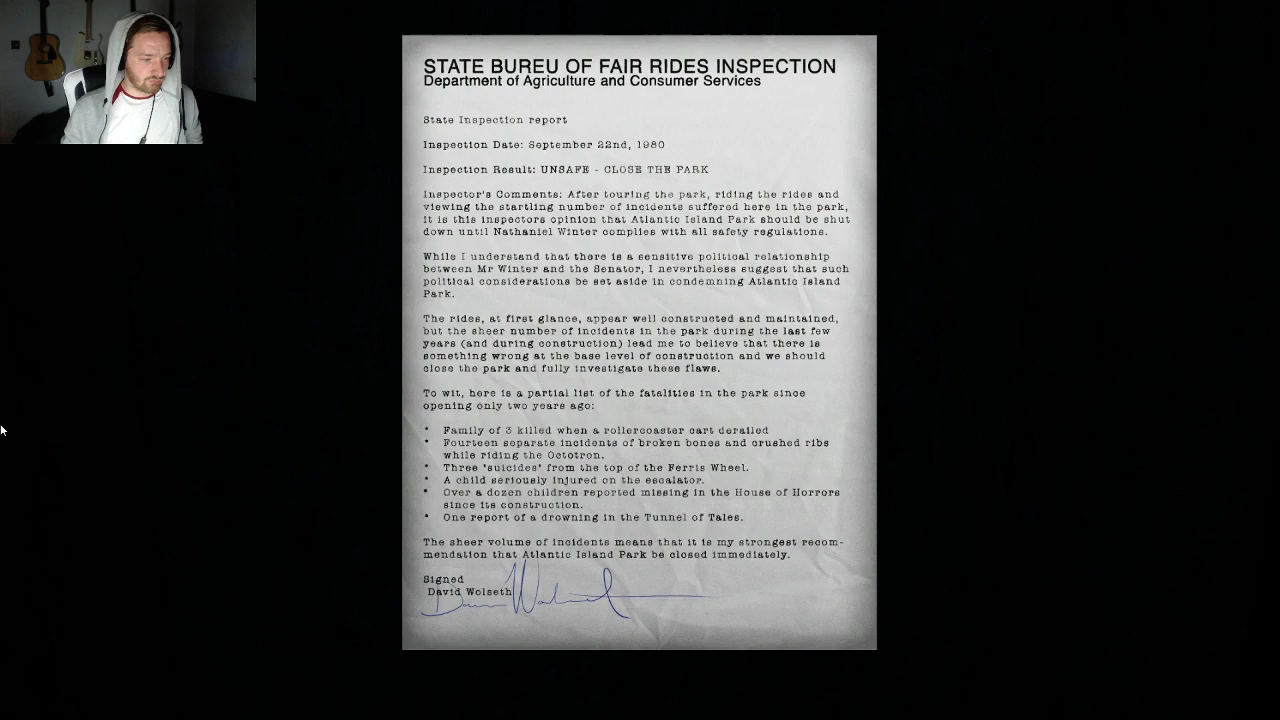 STATE BUREU OF FAIR RIDES INSPECTION
Department of Agriculture and Consumer Services
State Inspection report
Inspection Date: September 22nd, 1980
Inspection Result: UNSAFE - CLOSE THE PARK
Inspector's Comments: After touring the park, riding the rides and
viewing the startling number of incidents suffered here in the park,
it is this inspectors opinion that Atlantic Island Park should be shut
down until Nathaniel Winter complies with all safety regulations.
While I understand that there is a sensitive political relationship
between Mr Winter and the Senator, I nevertheless suggest that such
political considerations be set aside in condemning Atlantic Island
Park.
The rides, at first glance, appear well constructed and maintained,
but the sheer number of incidents in the park during the last few
years (and during construction) lead me to believe that there is
something wrong at the base level of construction and we should
close the park and fully investigate these flaws.
To wit, here is a partial list of the fatalities in the park since
opening only two years ago:
* Family of 3 killed when a rollercoaster cart derailed
* Fourteen separate incidents of broken bones and crushed ribs
while riding the Octotron.
* Three 'suicides' from the top of the Ferris Wheel.
* A child seriously injured on the escalator.
* Over a dozen children reported missing in the House of Horrors
since its construction.
* One report of a drowning in the Tunnel of Tales.
The sheer volume of incidents means that it is my strongest recom-
mendation that Atlantic Island Park be closed immediately.
Signed
David Wolseth